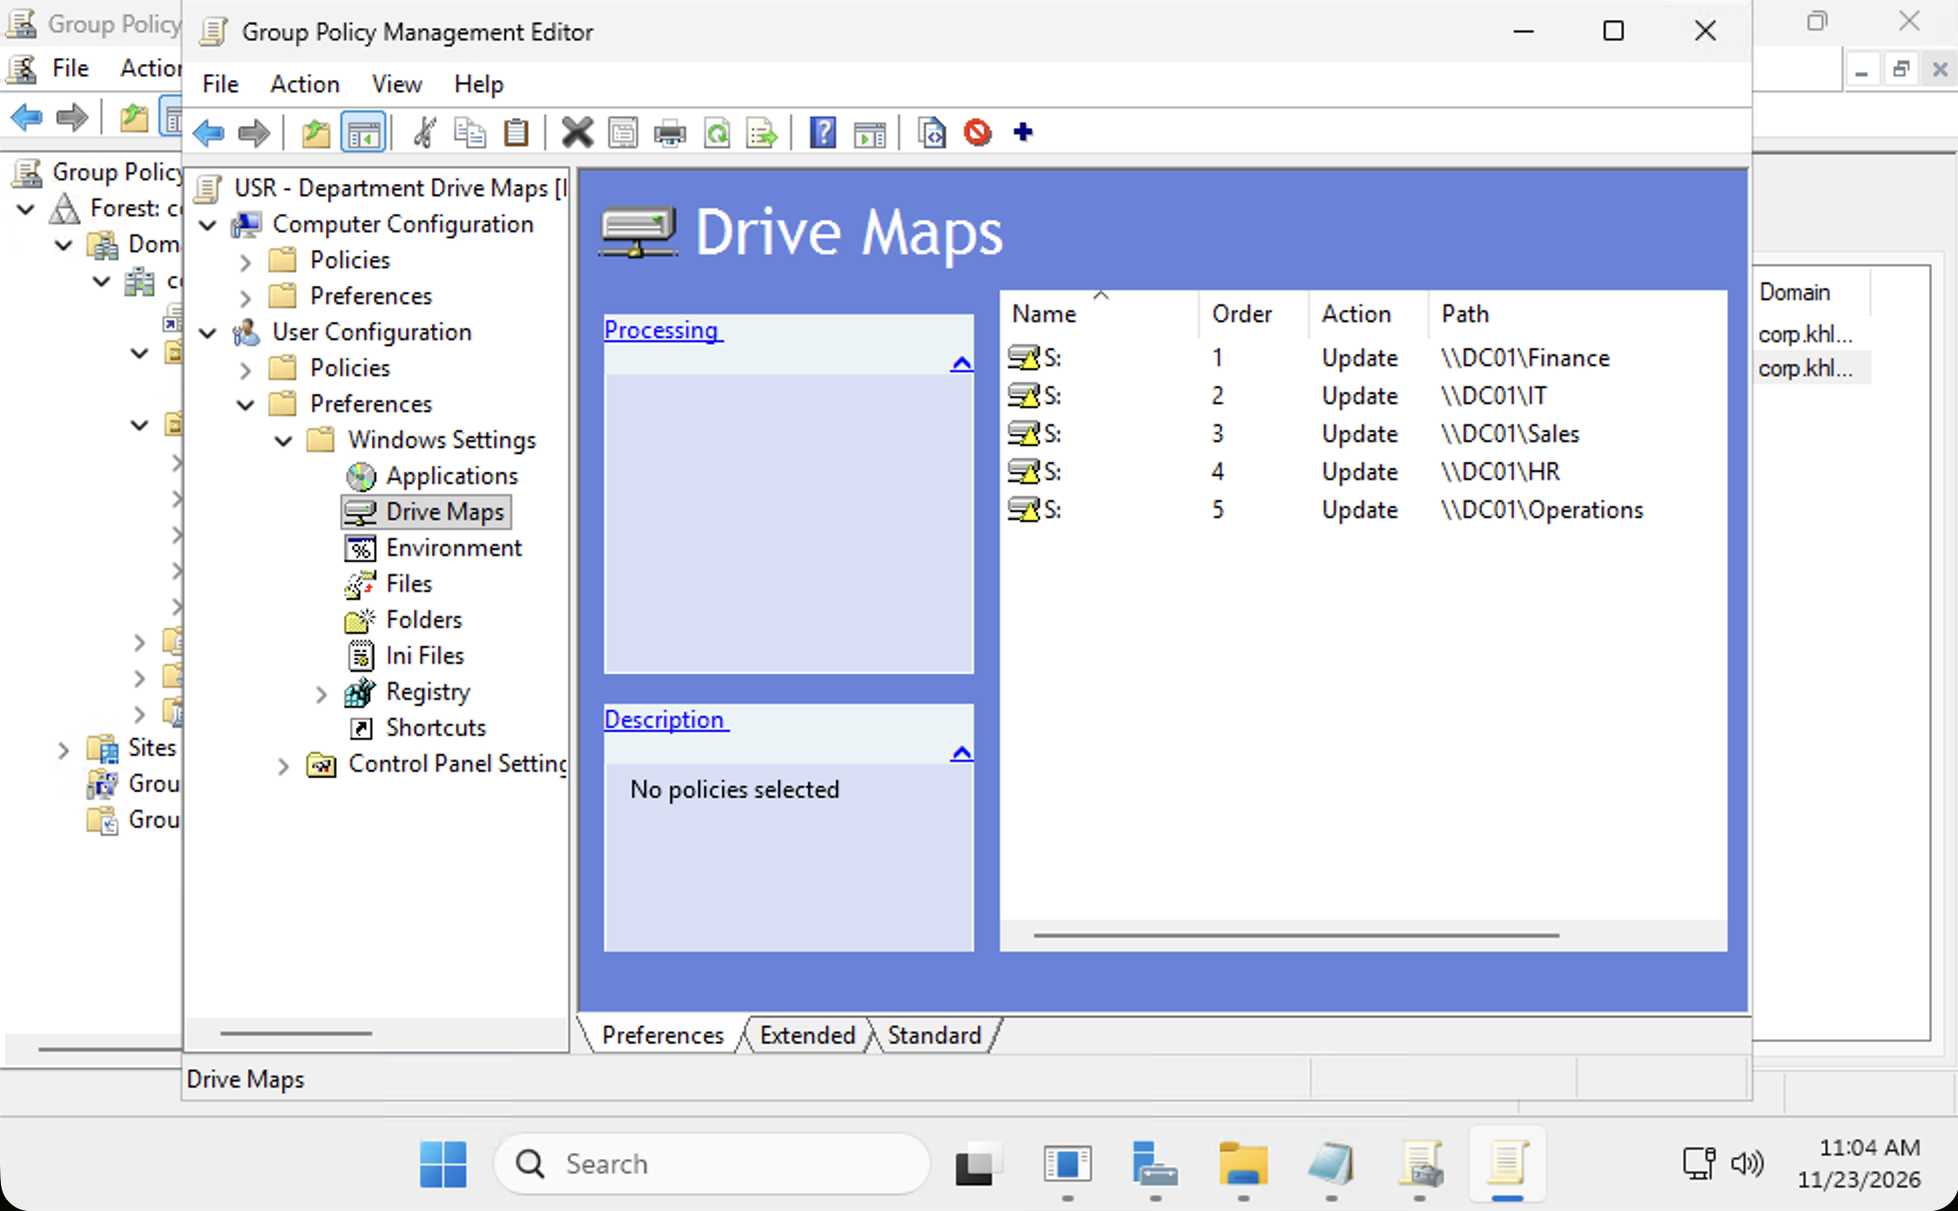 Group Policy
File Action
Group Policy
Forest:
Sites
Group Policy Management Editor
File Action View Help
USR - Department Drive Maps
Computer Configuration
Policies
Preferences
User Configuration
Policies
Preferences
Windows Settings
Applications
Drive Maps
Environment
Files
Folders
Ini Files
Registry
Shortcuts
Control Panel Setting
Drive Maps
Processing
Description
No policies selected
Name Order Action Path
S: 1 Update \\DC01\Finance
S: 2 Update \\DC01\IT
S: 3 Update \\DC01\Sales
S: 4 Update \\DC01\HR
S: 5 Update \\DC01\Operations
Preferences Extended Standard
Drive Maps
Domain
corp.khl...
corp.khl...
Search
11:04 AM
11/23/2026